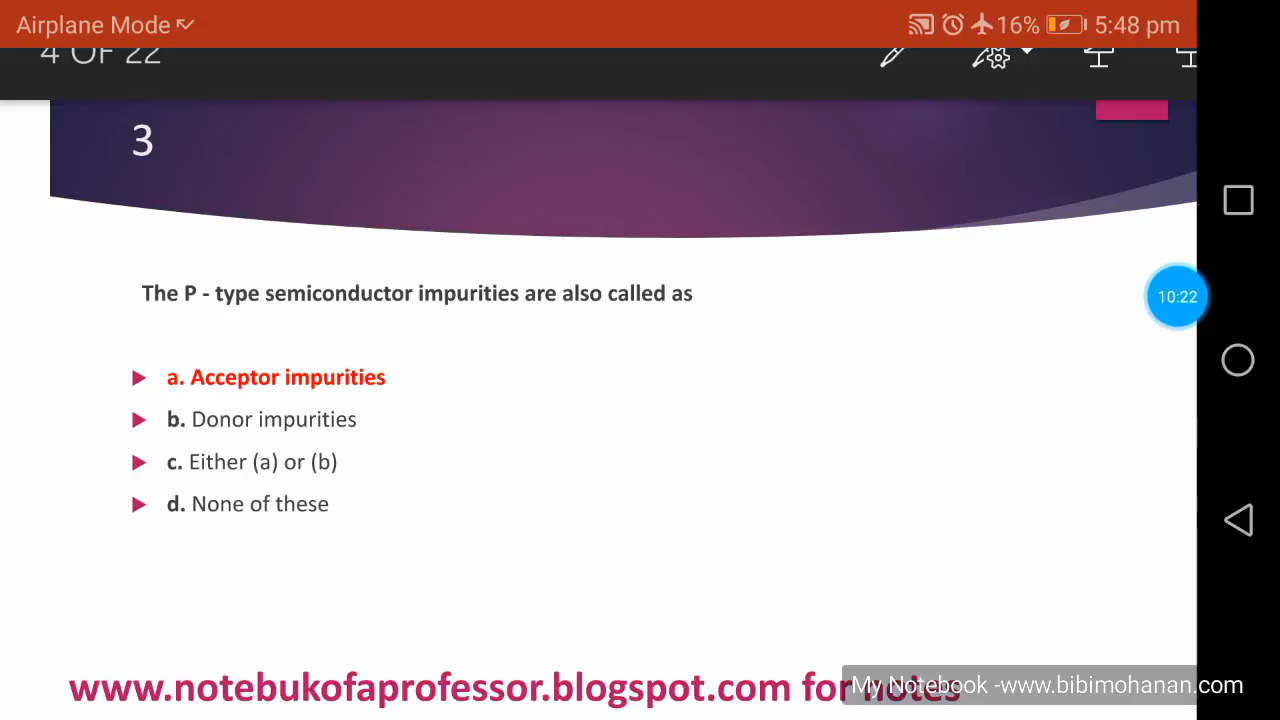 Airplane Mode 16% 5:48 pm
4 OF 22
3
The P - type semiconductor impurities are also called as
10:22
a. Acceptor impurities
b. Donor impurities
c. Either (a) or (b)
d. None of these
www.notebukofaprofessor.blogspot.com for notes
My Notebook -www.bibimohanan.com